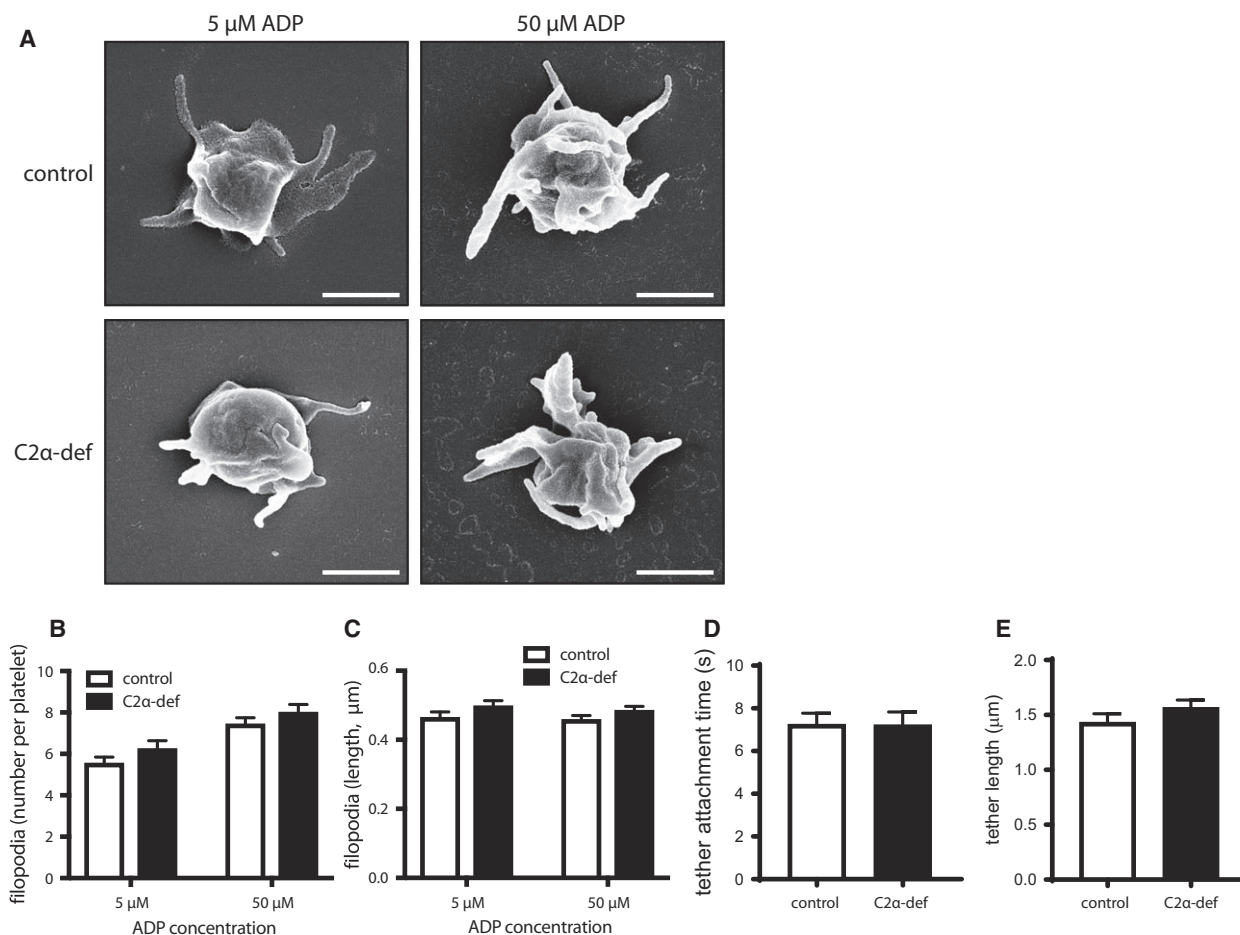 A
5 µM ADP
50 µM ADP
control
C2α-def
B
filopodia (number per platelet)
10
8
6
4
2
0
control
C2α-def
5 µM
50 µM
ADP concentration
C
filopodia (length, µm)
0.6
0.4
0.2
0.0
control
C2α-def
5 µM
50 µM
ADP concentration
D
tether attachment time (s)
10
8
6
4
2
0
control
C2α-def
E
tether length (µm)
2.0
1.5
1.0
0.5
0.0
control
C2α-def